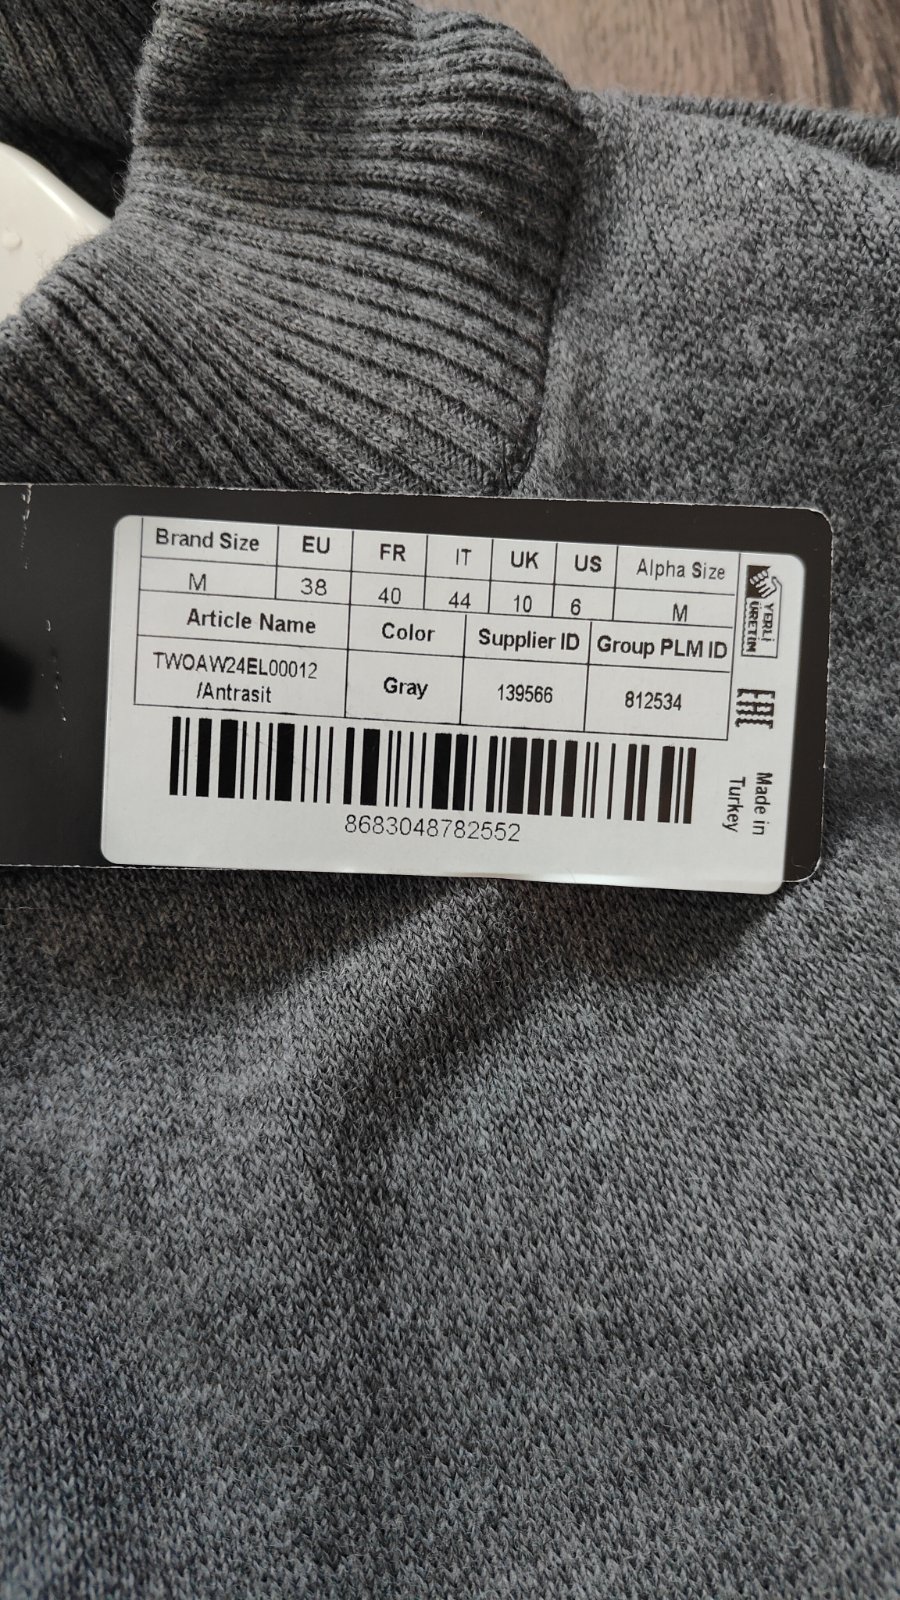 Brand Size EU FR IT UK US Alpha Size
M 38 40 44 10 6 M
Article Name Color Supplier ID Group PLM ID
TWOAW24EL00012
/Antrasit
Gray 139566 812534
8683048782552
YERLİ
ÜRETİM
EAC
Made in
Turkey